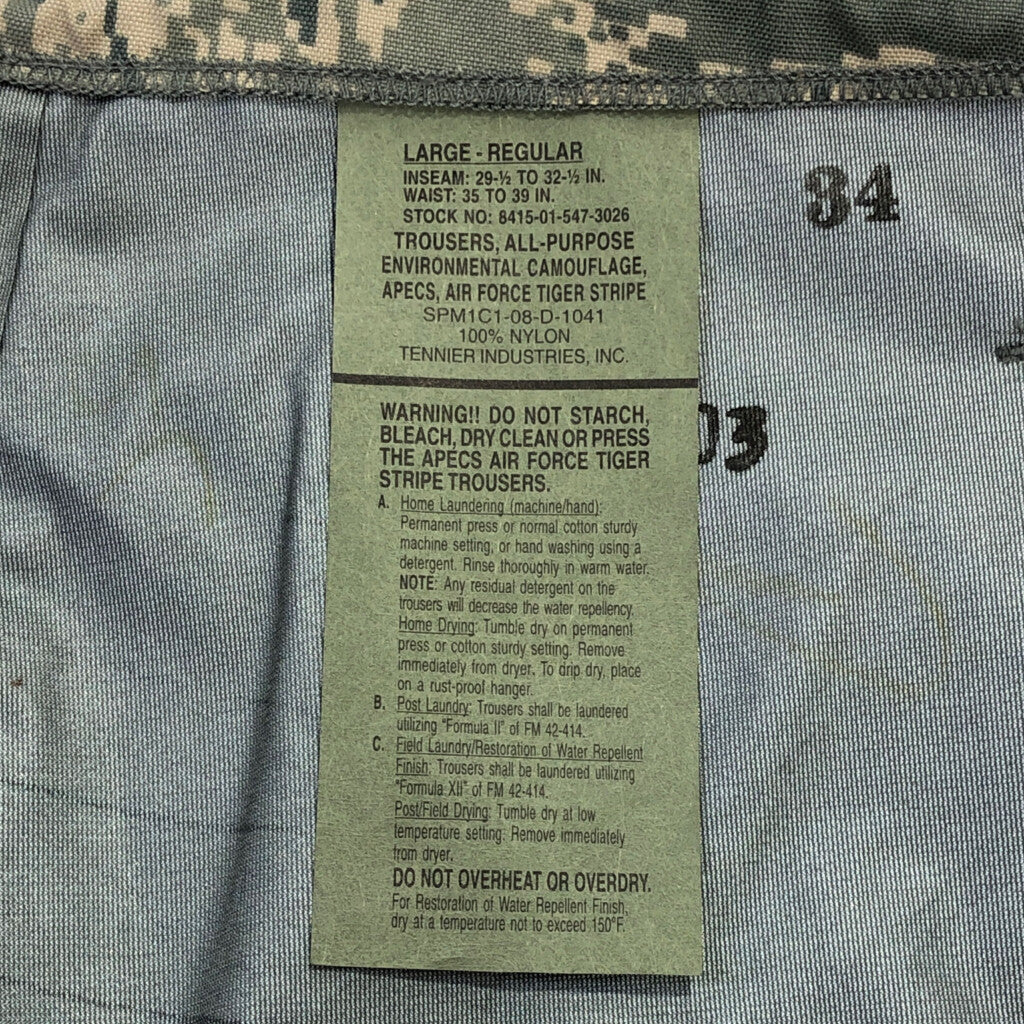 LARGE - REGULAR
INSEAM: 29-½ TO 32-½ IN.
WAIST: 35 TO 39 IN.
STOCK NO: 8415-01-547-3026
TROUSERS, ALL-PURPOSE
ENVIRONMENTAL CAMOUFLAGE,
APECS, AIR FORCE TIGER STRIPE
SPM1C1-08-D-1041
100% NYLON
TENNIER INDUSTRIES, INC.
34
WARNING!! DO NOT STARCH,
BLEACH, DRY CLEAN OR PRESS
THE APECS AIR FORCE TIGER
STRIPE TROUSERS.
03
A. Home Laundering (machine/hand):
Permanent press or normal cotton sturdy
machine setting, or hand washing using a
detergent. Rinse thoroughly in warm water.
NOTE: Any residual detergent on the
trousers will decrease the water repellency.
Home Drying: Tumble dry on permanent
press or cotton sturdy setting. Remove
immediately from dryer. To drip dry, place
on a rust-proof hanger.
B. Post Laundry: Trousers shall be laundered
utilizing "Formula II" of FM 42-414.
C. Field Laundry/Restoration of Water Repellent
Finish: Trousers shall be laundered utilizing
"Formula XII" of FM 42-414.
Post/Field Drying: Tumble dry at low
temperature setting. Remove immediately
from dryer.
DO NOT OVERHEAT OR OVERDRY.
For Restoration of Water Repellent Finish,
dry at a temperature not to exceed 150°F.